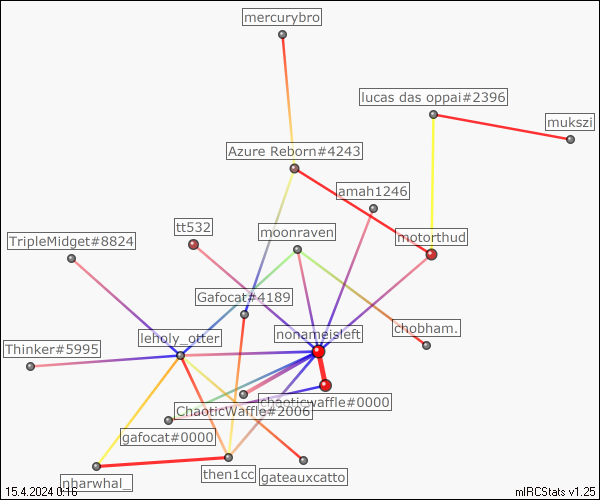 mercurybro
lucas das oppai#2396
mukszi
Azure Reborn#4243
amah1246
tt532
moonraven
motorthud
TripleMidget#8824
Gafocat#4189
nonameisleft
chobham.
leholy_otter
Thinker#5995
chaoticwaffle#0000
ChaoticWaffle#2006
gafocat#0000
then1cc
gateauxcatto
nharwhal_
15.4.2024 0:16
mIRCStats v1.25